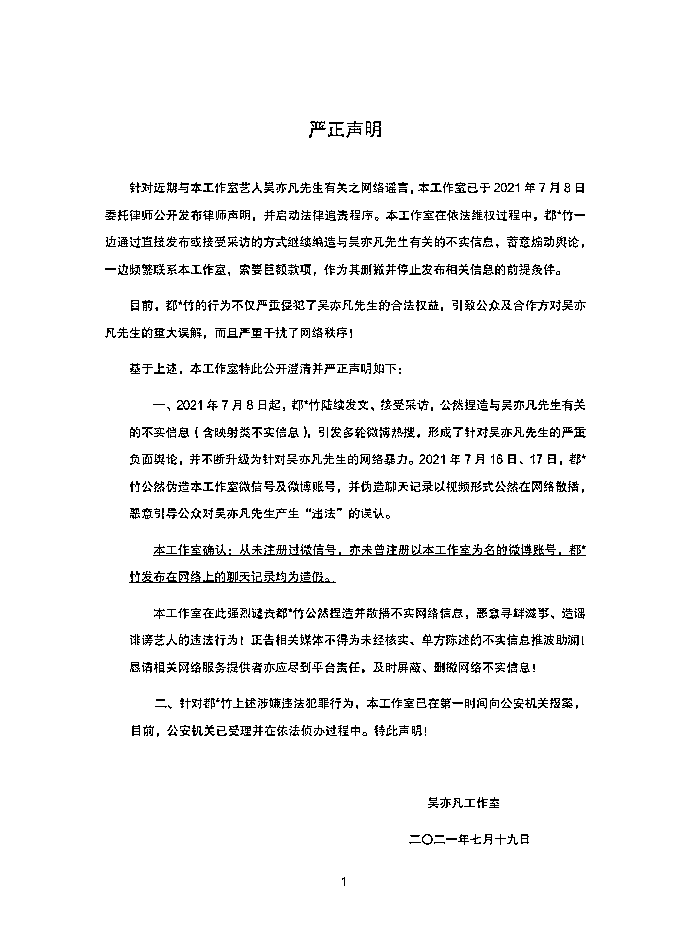 严正声明
针对近期与本工作室艺人吴亦凡先生有关之网络谣言，本工作室已于 2021 年 7 月 8 日
委托律师公开发布律师声明，并启动法律追责程序。本工作室在依法维权过程中，都*竹一
边通过直接发布或接受采访的方式继续编造与吴亦凡先生有关的不实信息，蓄意煽动舆论，
一边频繁联系本工作室，索要巨额款项，作为其删撤并停止发布相关信息的前提条件。
目前，都*竹的行为不仅严重侵犯了吴亦凡先生的合法权益，引致公众及合作方对吴亦
凡先生的重大误解，而且严重干扰了网络秩序！
基于上述，本工作室特此公开澄清并严正声明如下：
一、2021 年 7 月 8 日起，都*竹陆续发文、接受采访，公然捏造与吴亦凡先生有关
的不实信息（含映射类不实信息），引发多轮微博热搜，形成了针对吴亦凡先生的严重
负面舆论，并不断升级为针对吴亦凡先生的网络暴力。2021 年 7 月 16 日、17 日，都*
竹公然伪造本工作室微信号及微博账号，并伪造聊天记录以视频形式公然在网络散播，
恶意引导公众对吴亦凡先生产生“违法”的误认。
本工作室确认：从未注册过微信号，亦未曾注册以本工作室为名的微博账号，都*
竹发布在网络上的聊天记录均为造假。
本工作室在此强烈谴责都*竹公然捏造并散播不实网络信息，恶意寻衅滋事、造谣
诽谤艺人的违法行为！正告相关媒体不得为未经核实、单方陈述的不实信息推波助澜！
恳请相关网络服务提供者亦应尽到平台责任，及时屏蔽、删撤网络不实信息！
二、针对都*竹上述涉嫌违法犯罪行为，本工作室已在第一时间向公安机关报案，
目前，公安机关已受理并在依法侦办过程中。特此声明！
吴亦凡工作室
二〇二一年七月十九日
1